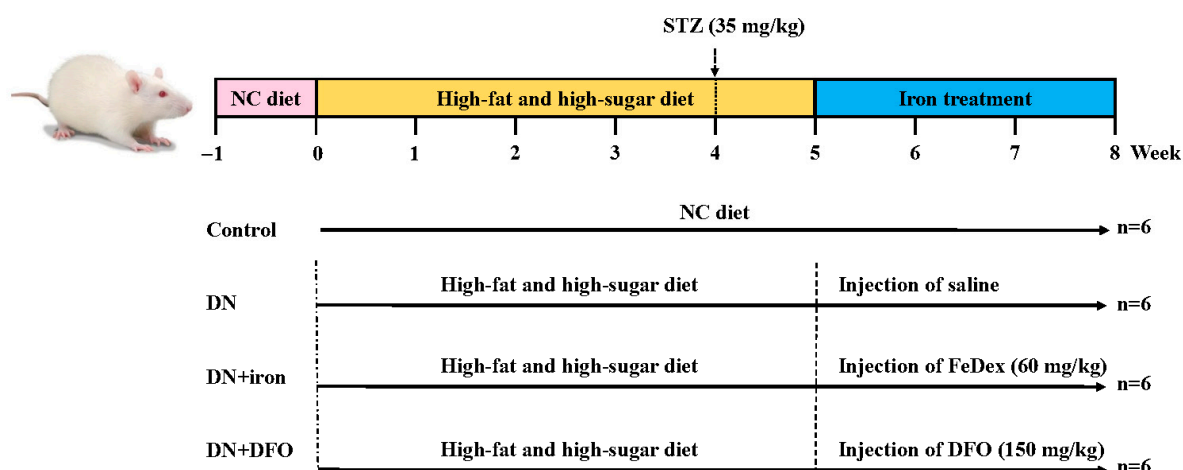 STZ (35 mg/kg)
NC diet High-fat and high-sugar diet Iron treatment
–1 0 1 2 3 4 5 6 7 8 Week
NC diet
Control n=6
High-fat and high-sugar diet Injection of saline
DN n=6
High-fat and high-sugar diet Injection of FeDex (60 mg/kg)
DN+iron n=6
DN+DFO High-fat and high-sugar diet Injection of DFO (150 mg/kg)
n=6